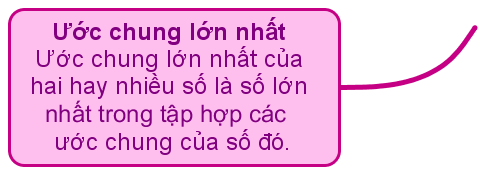 Ước chung lớn nhất
Ước chung lớn nhất của
hai hay nhiều số là số lớn
nhất trong tập hợp các
ước chung của số đó.